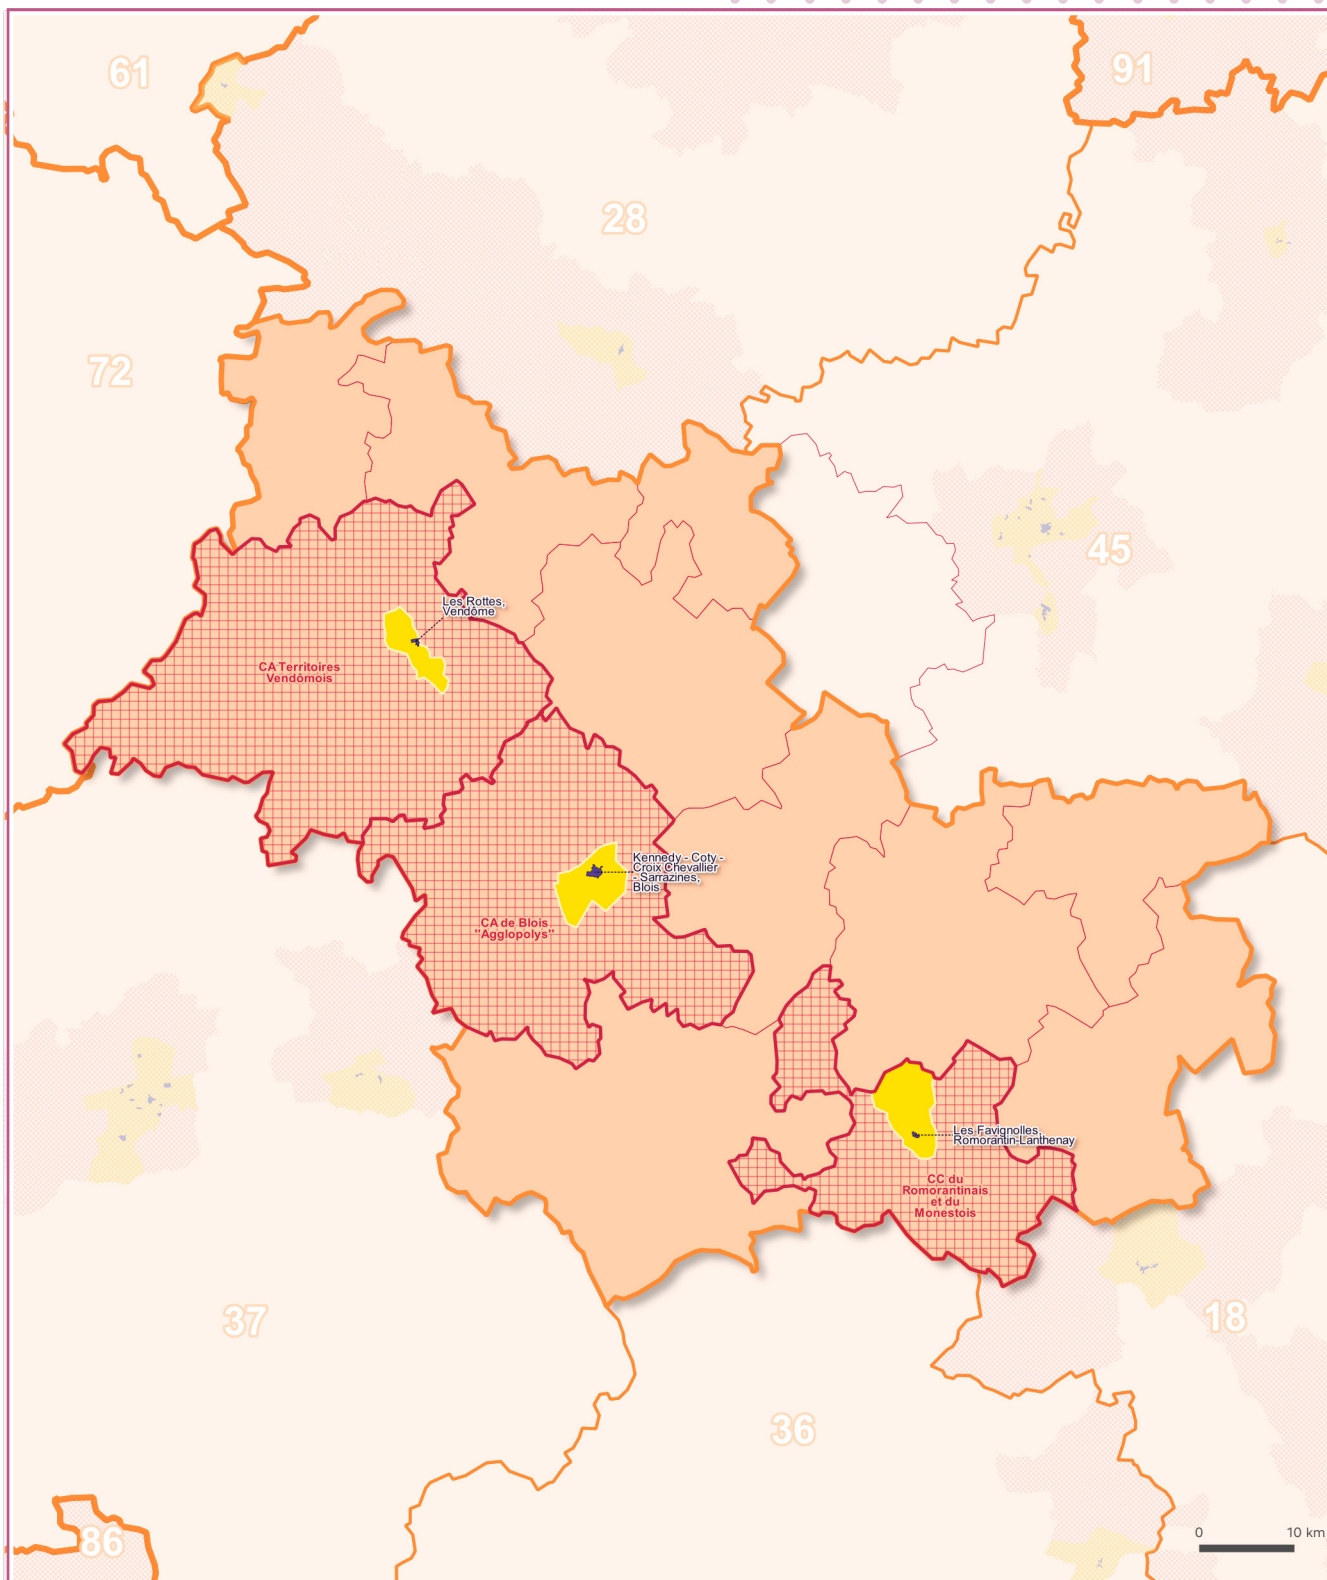 61
91
28
72
45
Les Rottes,
Vendôme
CA Territoires
Vendômois
Kennedy - Coty -
Croix Chevallier
- Sarrazines,
Blois
CA de Blois
"Agglopolys"
Les Favignolles,
Romorantin-Lanthenay
CC du
Romorantinais
et du
Monestois
37
18
36
86
0 10 km